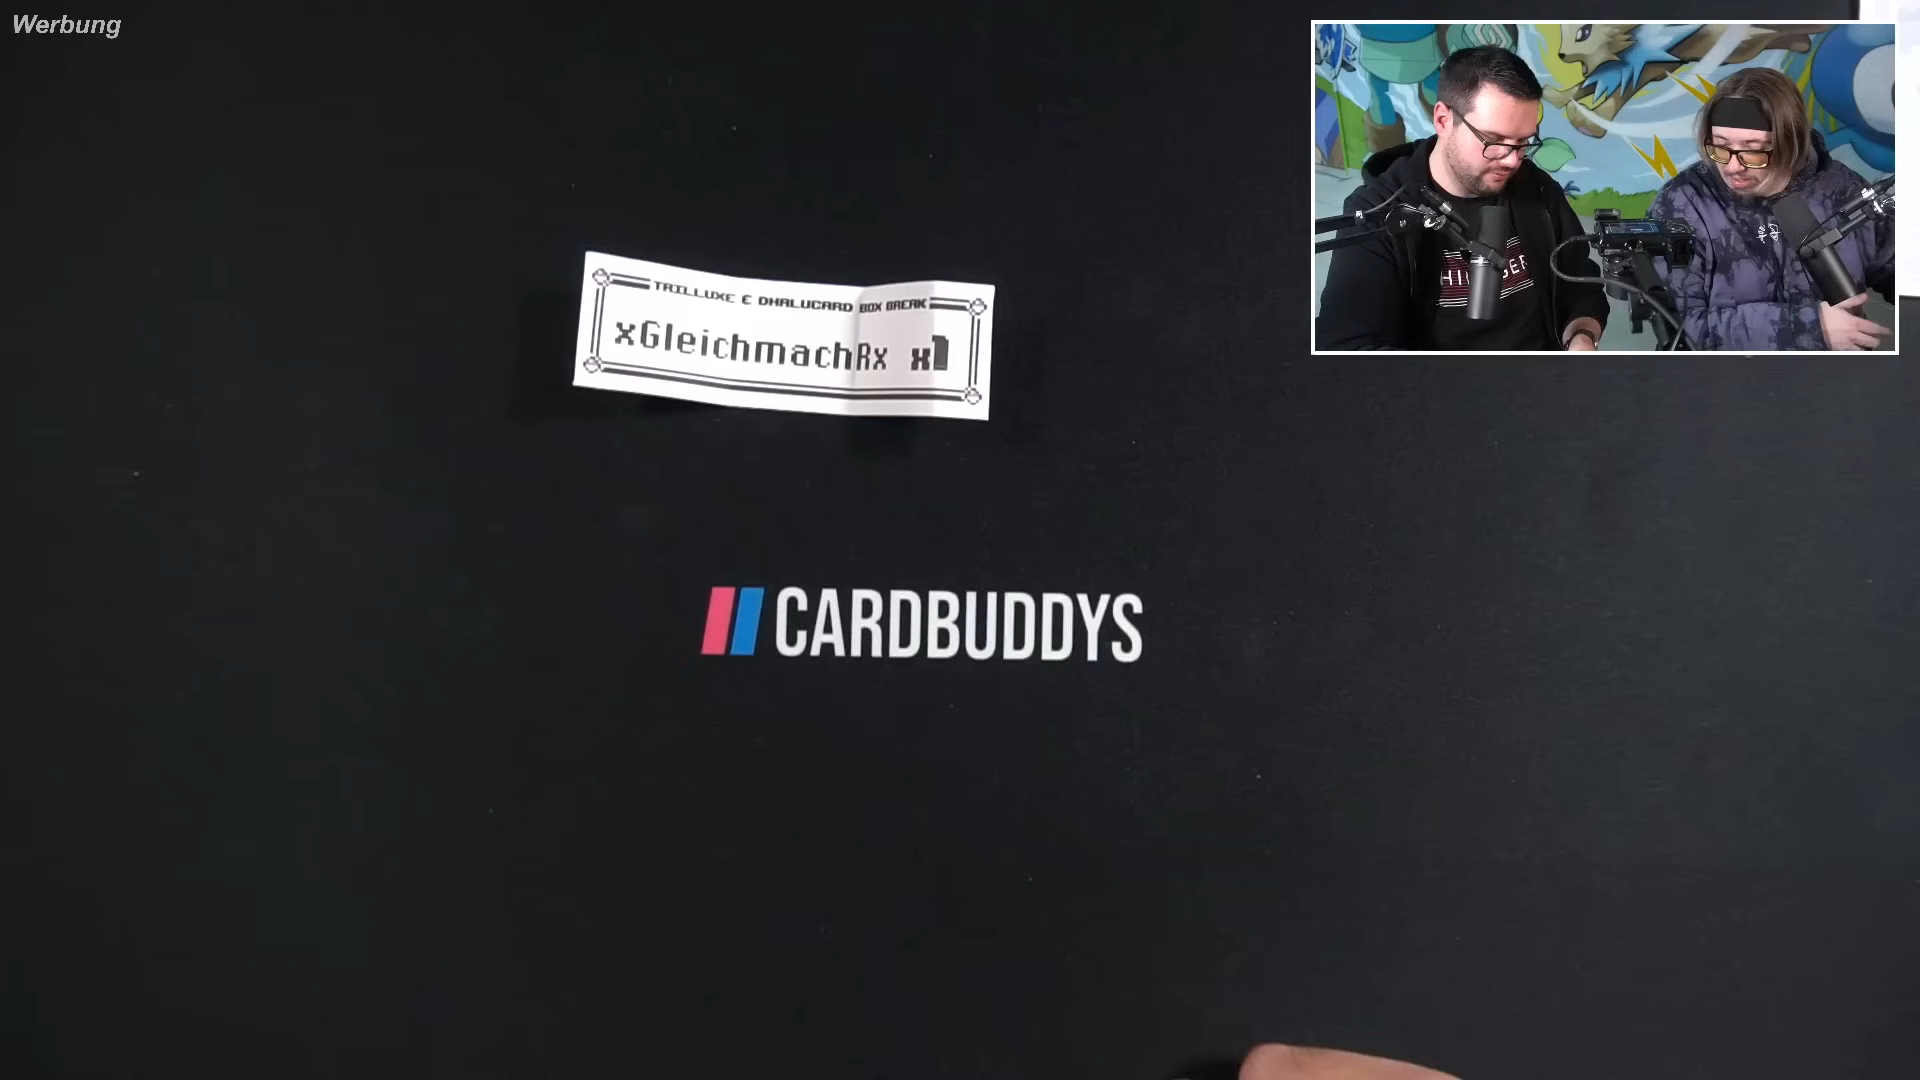 Werbung
TRILLUXE & DHALUCARD BOX BREAK
xGleichmachRx x1
CARDBUDDYS